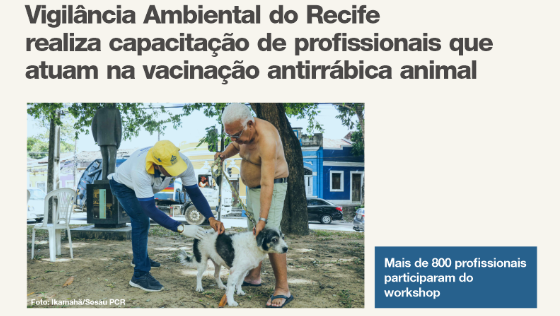 Vigilância Ambiental do Recife
realiza capacitação de profissionais que
atuam na vacinação antirrábica animal
Foto: Ikamahã/Sesau PCR
Mais de 800 profissionais
participaram do
workshop